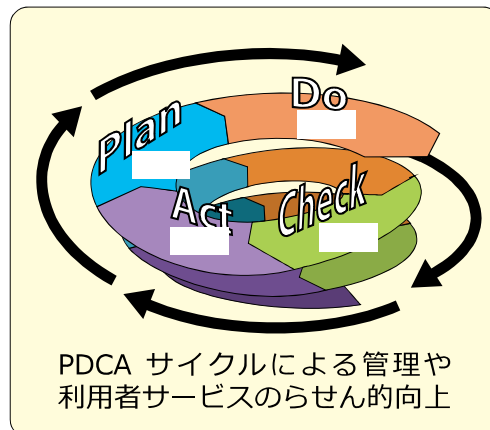 Plan
Do
Act
Check
PDCA サイクルによる管理や
利用者サービスのらせん的向上